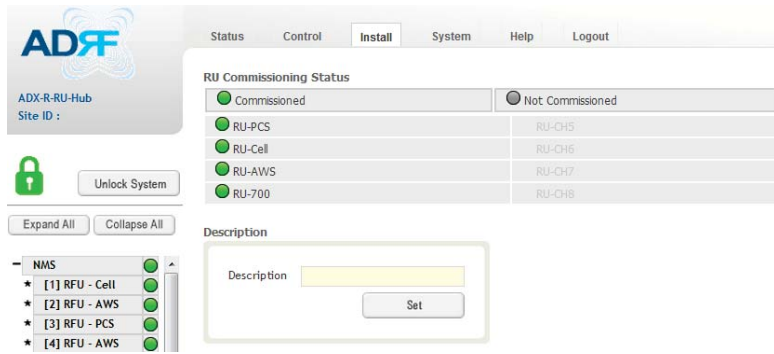 ADRF
ADX-R-RU-Hub
Site ID :
Unlock System
Expand All Collapse All
NMS
[1] RFU - Cell
[2] RFU - AWS
[3] RFU - PCS
[4] RFU - AWS
Status Control Install System Help Logout
RU Commissioning Status
Commissioned Not Commissioned
RU-PCS RU-CH5
RU-Cell RU-CH6
RU-AWS RU-CH7
RU-700 RU-CH8
Description
Description
Set